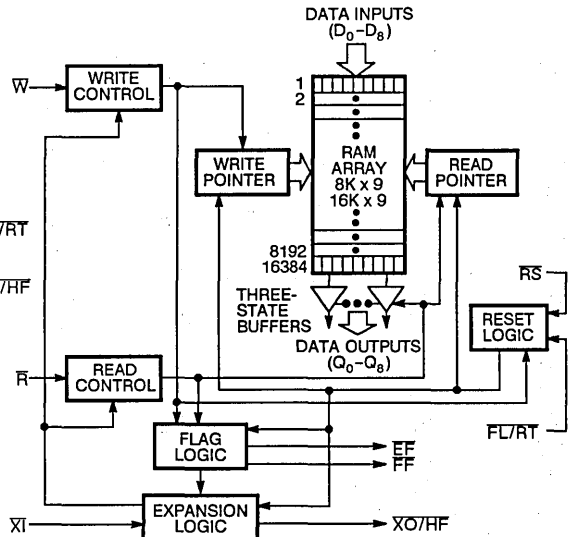 DATA INPUTS
(D0–D8)
W
WRITE
CONTROL
1
2
WRITE
POINTER
RAM
ARRAY
8K x 9
16K x 9
READ
POINTER
/RT
/HF
8192
16384
RS
THREE-
STATE
BUFFERS
RESET
LOGIC
DATA OUTPUTS
(Q0–Q8)
R
READ
CONTROL
FL/RT
FLAG
LOGIC
EF
FF
XI
EXPANSION
LOGIC
XO/HF